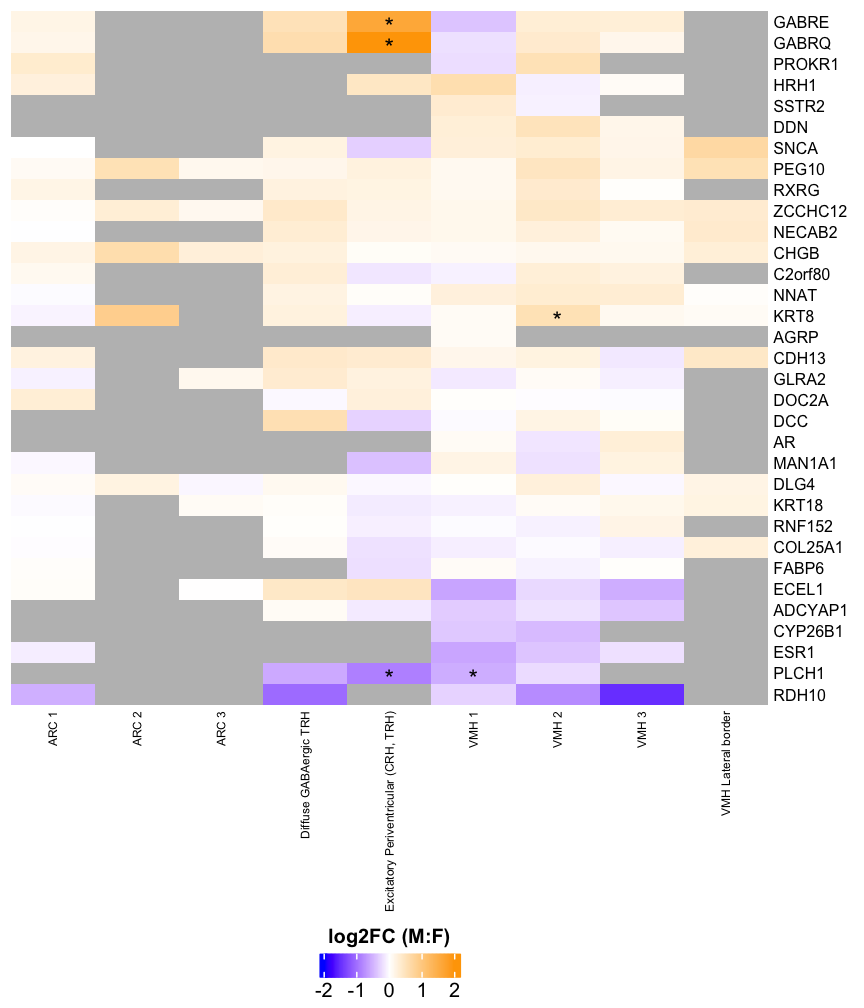 * GABRE
* GABRQ
PROKR1
HRH1
SSTR2
DDN
SNCA
PEG10
RXRG
ZCCHC12
NECAB2
CHGB
C2orf80
NNAT
* KRT8
AGRP
CDH13
GLRA2
DOC2A
DCC
AR
MAN1A1
DLG4
KRT18
RNF152
COL25A1
FABP6
ECEL1
ADCYAP1
CYP26B1
ESR1
* * PLCH1
RDH10
ARC 1
ARC 2
ARC 3
Diffuse GABAergic TRH
Excitatory Periventricular (CRH, TRH)
VMH 1
VMH 2
VMH 3
VMH Lateral border
log2FC (M:F)
-2 -1 0 1 2